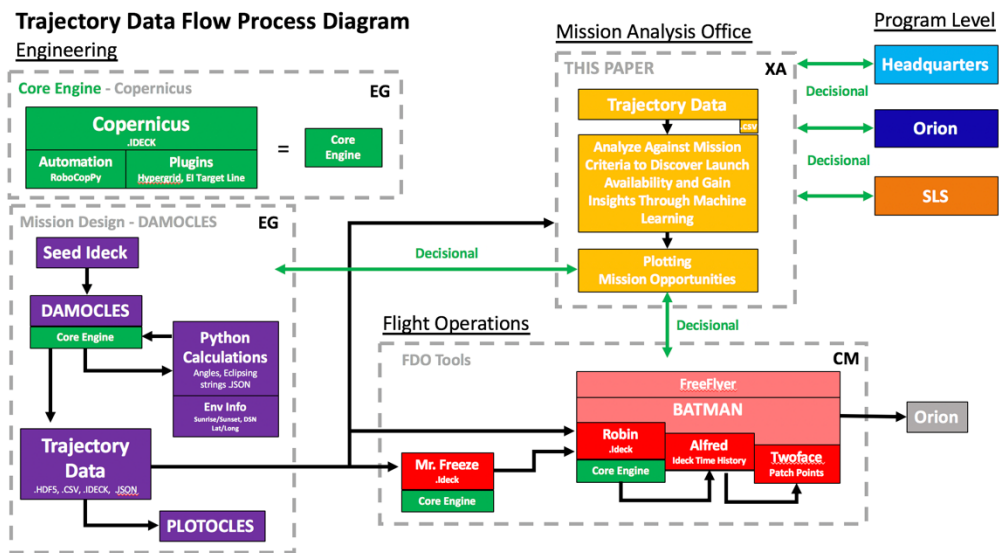 Trajectory Data Flow Process Diagram
Engineering
Core Engine - Copernicus
EG
Copernicus
.IDECK
Automation
RoboCopPy
Plugins
Hypergrid, EI Target Line
=
Core
Engine
Mission Design - DAMOCLES
EG
Seed Ideck
DAMOCLES
Core Engine
Python
Calculations
Angles, Eclipsing
strings .JSON
Env Info
Sunrise/Sunset, DSN
Lat/Long
Trajectory
Data
.HDF5, .CSV, .IDECK, .JSON
PLOTOCLES
Mission Analysis Office
THIS PAPER
XA
Trajectory Data
.csv
Analyze Against Mission
Criteria to Discover Launch
Availability and Gain
Insights Through Machine
Learning
Plotting
Mission Opportunities
Decisional
Decisional
Program Level
Headquarters
Decisional
Orion
Decisional
SLS
Flight Operations
FDO Tools
CM
Mr. Freeze
.Ideck
Core Engine
FreeFlyer
BATMAN
Robin
.Ideck
Core Engine
Alfred
Ideck Time History
Twoface
Patch Points
Orion